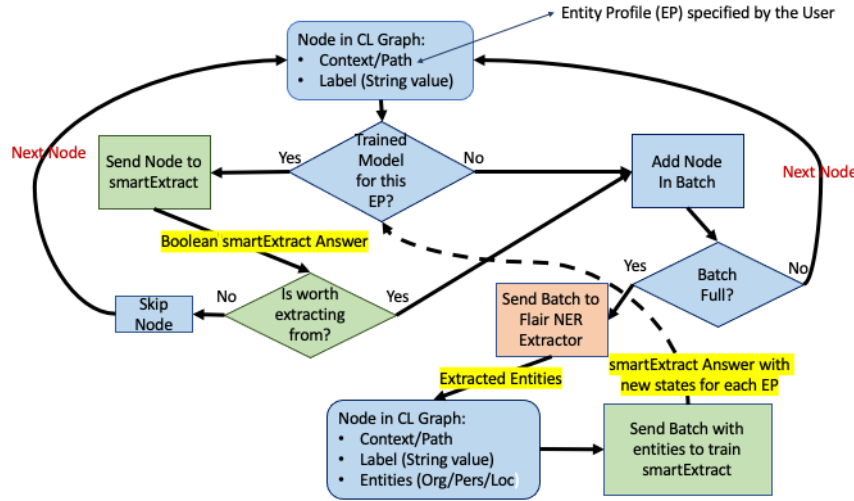 Entity Profile (EP) specified by the User
Node in CL Graph:
• Context/Path
• Label (String value)
Next Node
Send Node to
smartExtract
Yes
Trained
Model
for this
EP?
No
Add Node
In Batch
Next Node
Boolean smartExtract Answer
Skip
Node
No
Is worth
extracting
from?
Yes
Yes
Batch
Full?
No
Send Batch to
Flair NER
Extractor
Extracted Entities
smartExtract Answer with
new states for each EP
Node in CL Graph:
• Context/Path
• Label (String value)
• Entities (Org/Pers/Loc)
Send Batch with
entities to train
smartExtract